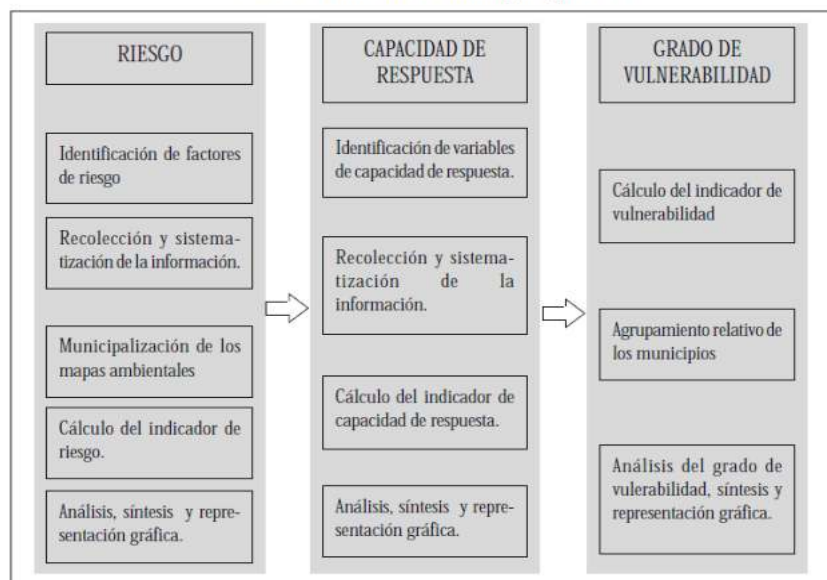 RIESGO
Identificación de factores
de riesgo
Recolección y sistema-
tización de la información.
Municipalización de los
mapas ambientales
Cálculo del indicador de
riesgo.
Análisis, síntesis y repre-
sentación gráfica.
CAPACIDAD DE
RESPUESTA
Identificación de variables
de capacidad de respuesta.
Recolección y sistema-
tización de la
información.
Cálculo del indicador de
capacidad de respuesta.
Análisis, síntesis y repre-
sentación gráfica.
GRADO DE
VULNERABILIDAD
Cálculo del indicador de
vulnerabilidad
Agrupamiento relativo de
los municipios
Análisis del grado de
vulerabilidad, síntesis y
representación gráfica.